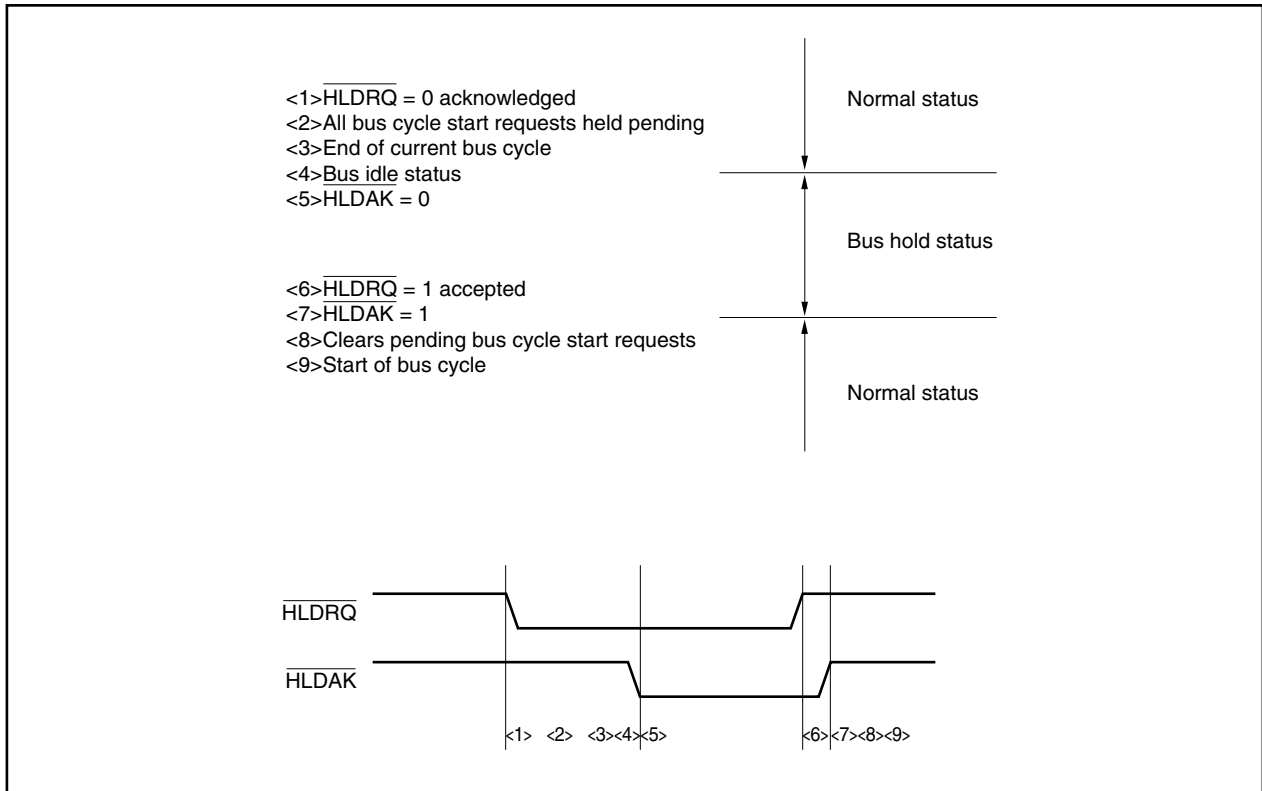 <1>HLDRQ = 0 acknowledged
<2>All bus cycle start requests held pending
<3>End of current bus cycle
<4>Bus idle status
<5>HLDAK = 0
<6>HLDRQ = 1 accepted
<7>HLDAK = 1
<8>Clears pending bus cycle start requests
<9>Start of bus cycle
Normal status
Bus hold status
Normal status
HLDRQ
HLDAK
<1> <2> <3><4><5> <6><7><8><9>